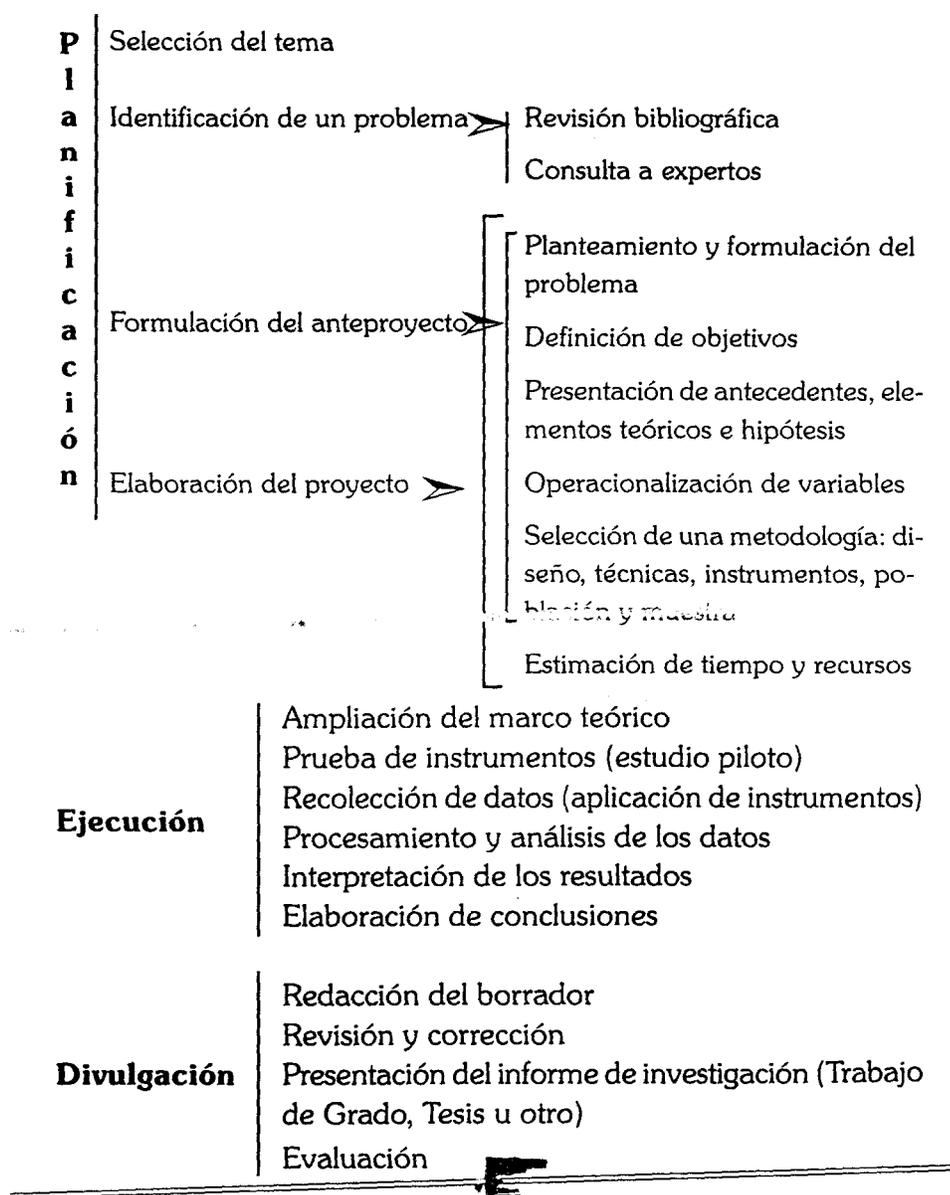 Planificación
Selección del tema
Identificación de un problema
Revisión bibliográfica
Consulta a expertos
Formulación del anteproyecto
Planteamiento y formulación del
problema
Definición de objetivos
Presentación de antecedentes, ele-
mentos teóricos e hipótesis
Elaboración del proyecto
Operacionalización de variables
Selección de una metodología: di-
seño, técnicas, instrumentos, po-
blación y muestra
Estimación de tiempo y recursos
Ejecución
Ampliación del marco teórico
Prueba de instrumentos (estudio piloto)
Recolección de datos (aplicación de instrumentos)
Procesamiento y análisis de los datos
Interpretación de los resultados
Elaboración de conclusiones
Divulgación
Redacción del borrador
Revisión y corrección
Presentación del informe de investigación (Trabajo
de Grado, Tesis u otro)
Evaluación